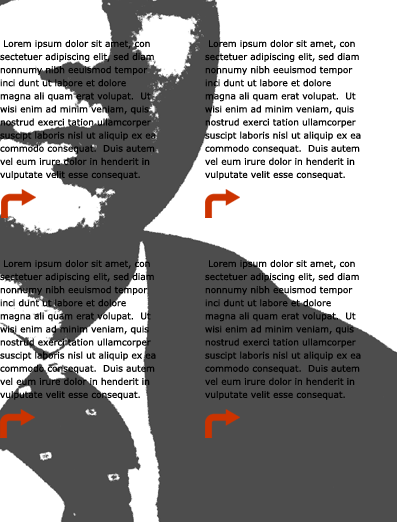 Lorem ipsum dolor sit amet, con
sectetuer adipiscing elit, sed diam
nonnumy nibh eeuismod tempor
inci dunt ut labore et dolore
magna ali quam erat volupat.  Ut
wisi enim ad minim veniam, quis
nostrud exerci tation ullamcorper
suscipt laboris nisl ut aliquip ex ea
commodo consequat.  Duis autem
vel eum irure dolor in henderit in
vulputate velit esse consequat.
Lorem ipsum dolor sit amet, con
sectetuer adipiscing elit, sed diam
nonnumy nibh eeuismod tempor
inci dunt ut labore et dolore
magna ali quam erat volupat.  Ut
wisi enim ad minim veniam, quis
nostrud exerci tation ullamcorper
suscipt laboris nisl ut aliquip ex ea
commodo consequat.  Duis autem
vel eum irure dolor in henderit in
vulputate velit esse consequat.
Lorem ipsum dolor sit amet, con
sectetuer adipiscing elit, sed diam
nonnumy nibh eeuismod tempor
inci dunt ut labore et dolore
magna ali quam erat volupat.  Ut
wisi enim ad minim veniam, quis
nostrud exerci tation ullamcorper
suscipt laboris nisl ut aliquip ex ea
commodo consequat.  Duis autem
vel eum irure dolor in henderit in
vulputate velit esse consequat.
Lorem ipsum dolor sit amet, con
sectetuer adipiscing elit, sed diam
nonnumy nibh eeuismod tempor
inci dunt ut labore et dolore
magna ali quam erat volupat.  Ut
wisi enim ad minim veniam, quis
nostrud exerci tation ullamcorper
suscipt laboris nisl ut aliquip ex ea
commodo consequat.  Duis autem
vel eum irure dolor in henderit in
vulputate velit esse consequat.